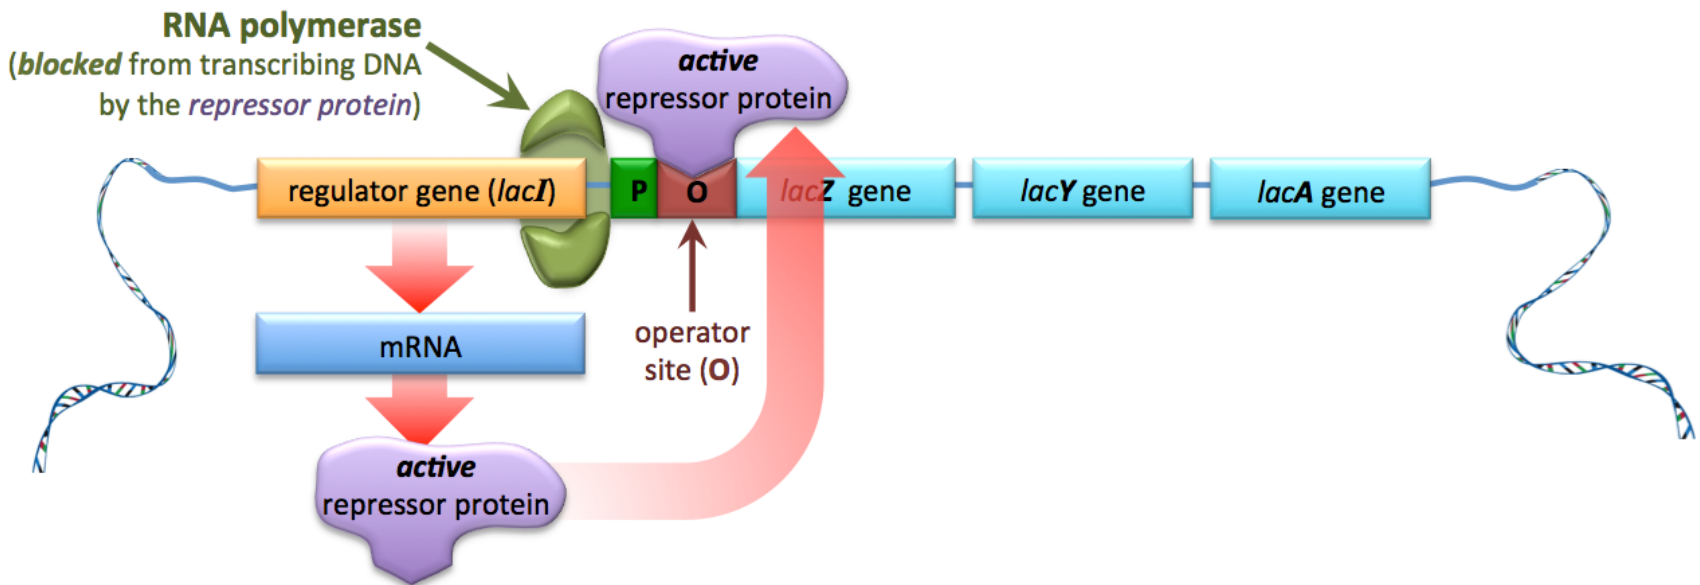 RNA polymerase
(blocked from transcribing DNA
by the repressor protein)
active
repressor protein
regulator gene (lacI)
P
O
lacZ gene
lacY gene
lacA gene
mRNA
operator
site (O)
active
repressor protein